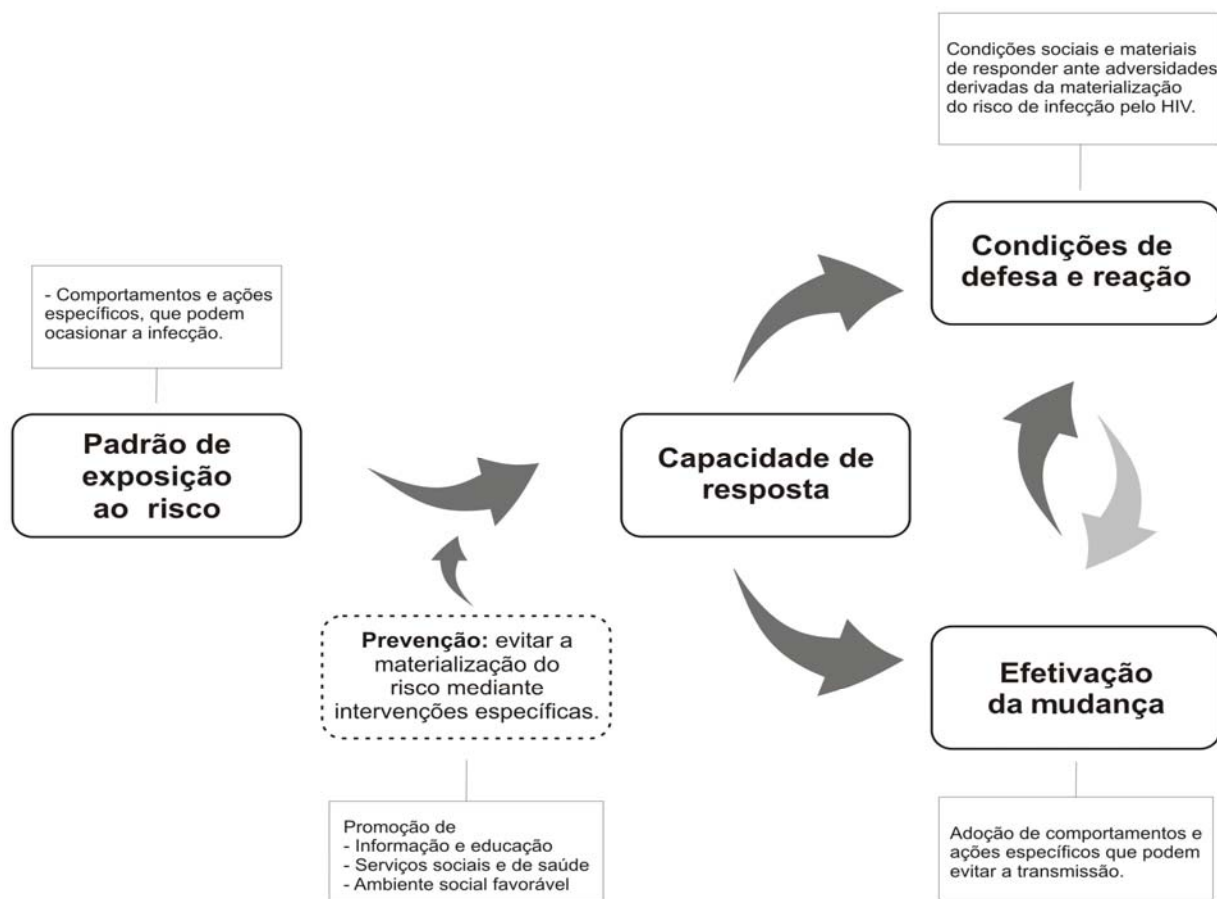 Condições sociais e materiais
de responder ante adversidades
derivadas da materialização
do risco de infecção pelo HIV.
Condições de
defesa e reação
- Comportamentos e ações
específicos, que podem
ocasionar a infecção.
Padrão de
exposição
ao risco
Capacidade de
resposta
Prevenção: evitar a
materialização do
risco mediante
intervenções específicas.
Efetivação
da mudança
Promoção de
- Informação e educação
- Serviços sociais e de saúde
- Ambiente social favorável
Adoção de comportamentos e
ações específicos que podem
evitar a transmissão.